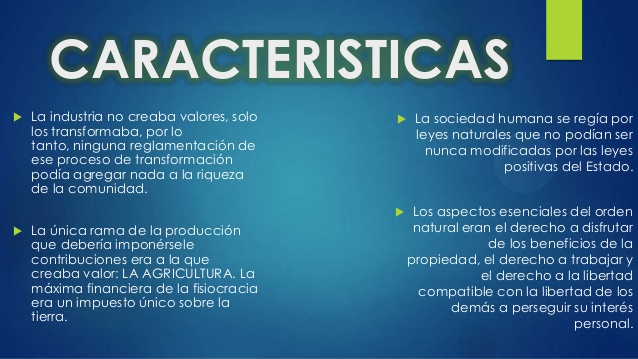 CARACTERISTICAS
La industria no creaba valores, solo
los transformaba, por lo
tanto, ninguna reglamentación de
ese proceso de transformación
podía agregar nada a la riqueza
de la comunidad.
La única rama de la producción
que debería imponérsele
contribuciones era a la que
creaba valor: LA AGRICULTURA. La
máxima financiera de la fisiocracia
era un impuesto único sobre la
tierra.
La sociedad humana se regía por
leyes naturales que no podían ser
nunca modificadas por las leyes
positivas del Estado.
Los aspectos esenciales del orden
natural eran el derecho a disfrutar
de los beneficios de la
propiedad, el derecho a trabajar y
el derecho a la libertad
compatible con la libertad de los
demás a perseguir su interés
personal.